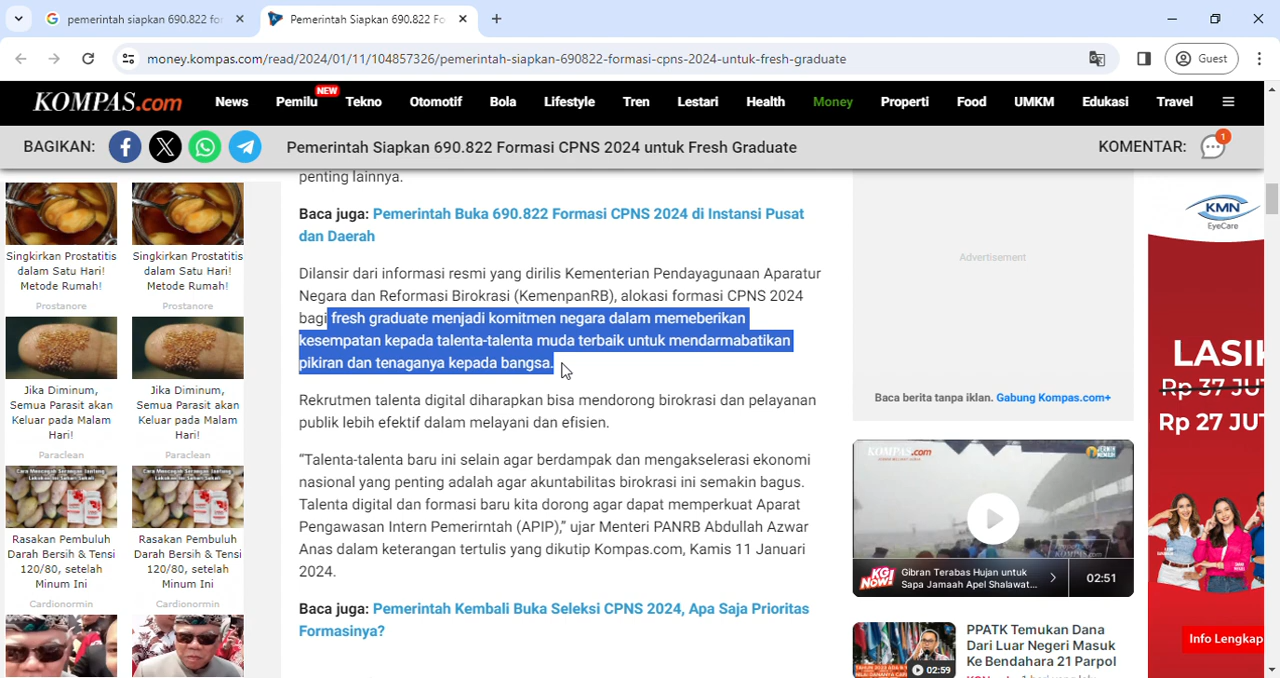 pemerintah siapkan 690.822 fo
Pemerintah Siapkan 690.822 Fo
money.kompas.com/read/2024/01/11/104857326/pemerintah-siapkan-690822-formasi-cpns-2024-untuk-fresh-graduate
Guest
KOMPAS.com
News
Pemilu
NEW
Tekno
Otomotif
Bola
Lifestyle
Tren
Lestari
Health
Money
Properti
Food
UMKM
Edukasi
Travel
BAGIKAN:
Pemerintah Siapkan 690.822 Formasi CPNS 2024 untuk Fresh Graduate
KOMENTAR:
1
Singkirkan Prostatitis
dalam Satu Hari!
Metode Rumah!
Prostanore
Singkirkan Prostatitis
dalam Satu Hari!
Metode Rumah!
Prostanore
Jika Diminum,
Semua Parasit akan
Keluar pada Malam
Hari!
Paraclean
Jika Diminum,
Semua Parasit akan
Keluar pada Malam
Hari!
Paraclean
Rasakan Pembuluh
Darah Bersih & Tensi
120/80, setelah
Minum Ini
Cardionormin
Rasakan Pembuluh
Darah Bersih & Tensi
120/80, setelah
Minum Ini
Cardionormin
penting lainnya.
Baca juga: Pemerintah Buka 690.822 Formasi CPNS 2024 di Instansi Pusat
dan Daerah
Dilansir dari informasi resmi yang dirilis Kementerian Pendayagunaan Aparatur
Negara dan Reformasi Birokrasi (KemenpanRB), alokasi formasi CPNS 2024
bagi fresh graduate menjadi komitmen negara dalam memeberikan
kesempatan kepada talenta-talenta muda terbaik untuk mendarmabatikan
pikiran dan tenaganya kepada bangsa.
Rekrutmen talenta digital diharapkan bisa mendorong birokrasi dan pelayanan
publik lebih efektif dalam melayani dan efisien.
“Talenta-talenta baru ini selain agar berdampak dan mengakselerasi ekonomi
nasional yang penting adalah agar akuntabilitas birokrasi ini semakin bagus.
Talenta digital dan formasi baru kita dorong agar dapat memperkuat Aparat
Pengawasan Intern Pemerirntah (APIP),” ujar Menteri PANRB Abdullah Azwar
Anas dalam keterangan tertulis yang dikutip Kompas.com, Kamis 11 Januari
2024.
Baca juga: Pemerintah Kembali Buka Seleksi CPNS 2024, Apa Saja Prioritas
Formasinya?
Advertisement
Baca berita tanpa iklan. Gabung Kompas.com+
KOMPAS.com
KG
NOW!
Gibran Terabas Hujan untuk
Sapa Jamaah Apel Shalawat...
02:51
02:59
PPATK Temukan Dana
Dari Luar Negeri Masuk
Ke Bendahara 21 Parpol
KMN
EyeCare
LASIK
Rp 37 JUT
Rp 27 JUT
Info Lengkap